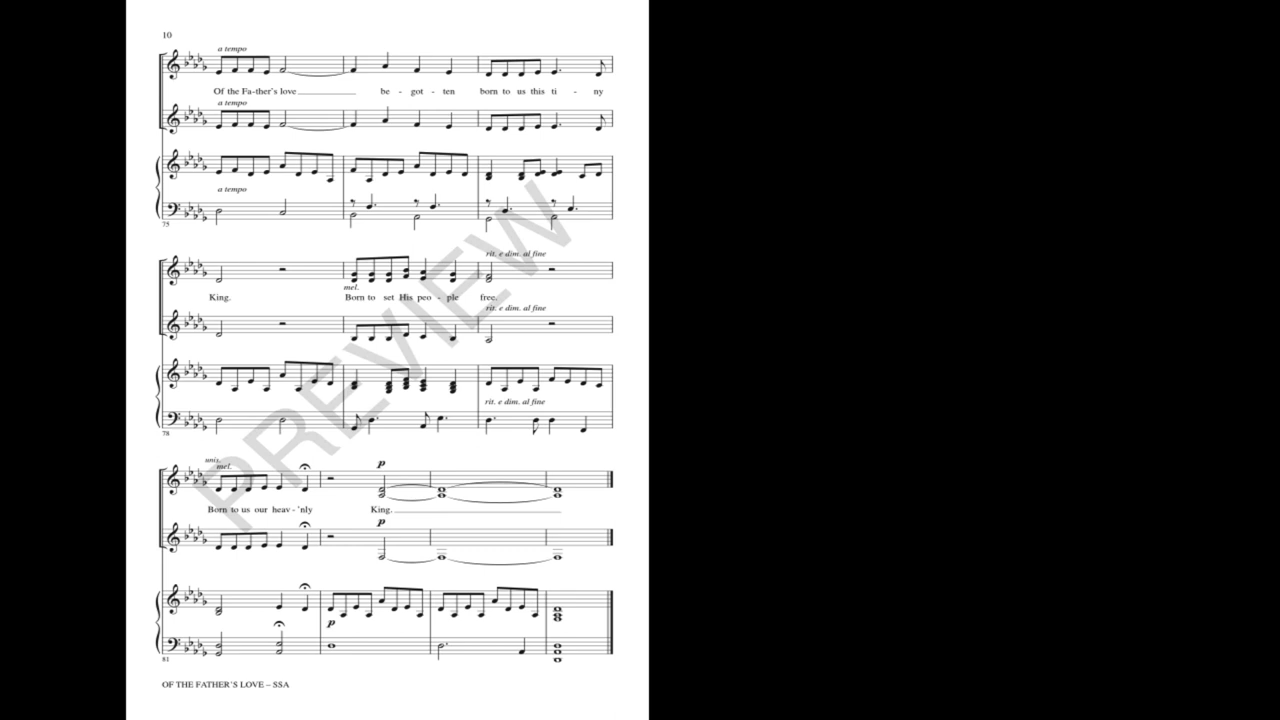 10
a tempo
Of the Fa-ther's love be - got - ten born to us this ti - ny
a tempo
a tempo
75
rit. e dim. al fine
mel.
King. Born to set His peo - ple free.
rit. e dim. al fine
rit. e dim. al fine
78
unis.
mel.
p
Born to us our heav - 'nly King.
p
p
81
OF THE FATHER'S LOVE – SSA
PREVIEW